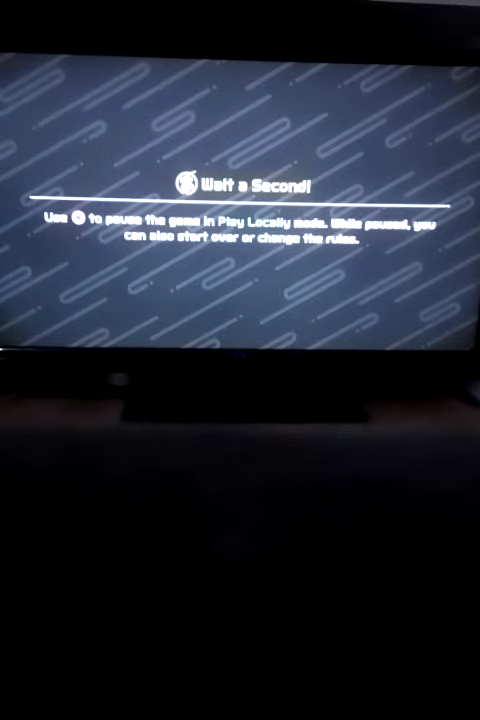 Wait a Second!
Use + to pause the game in Play Locally mode. While paused, you
can also start over or change the rules.